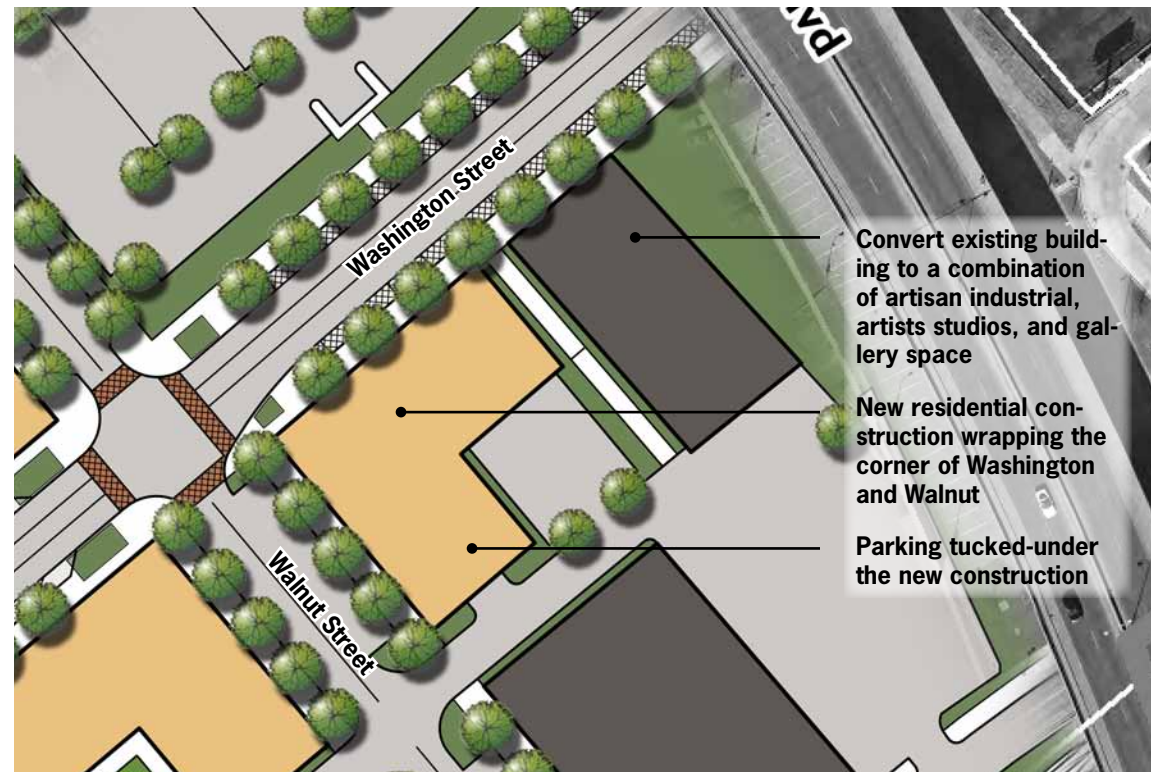 lvd
Washington Street
Convert existing build-
ing to a combination
of artisan industrial,
artists studios, and gal-
lery space
New residential con-
struction wrapping the
corner of Washington
and Walnut
Parking tucked-under
the new construction
Walnut Street